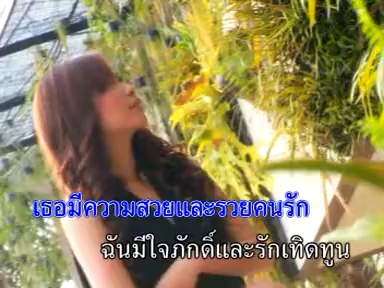 เธอมีความสวยและรวยคนรัก
ฉันมีใจภักดิ์และรักเทิดทูน